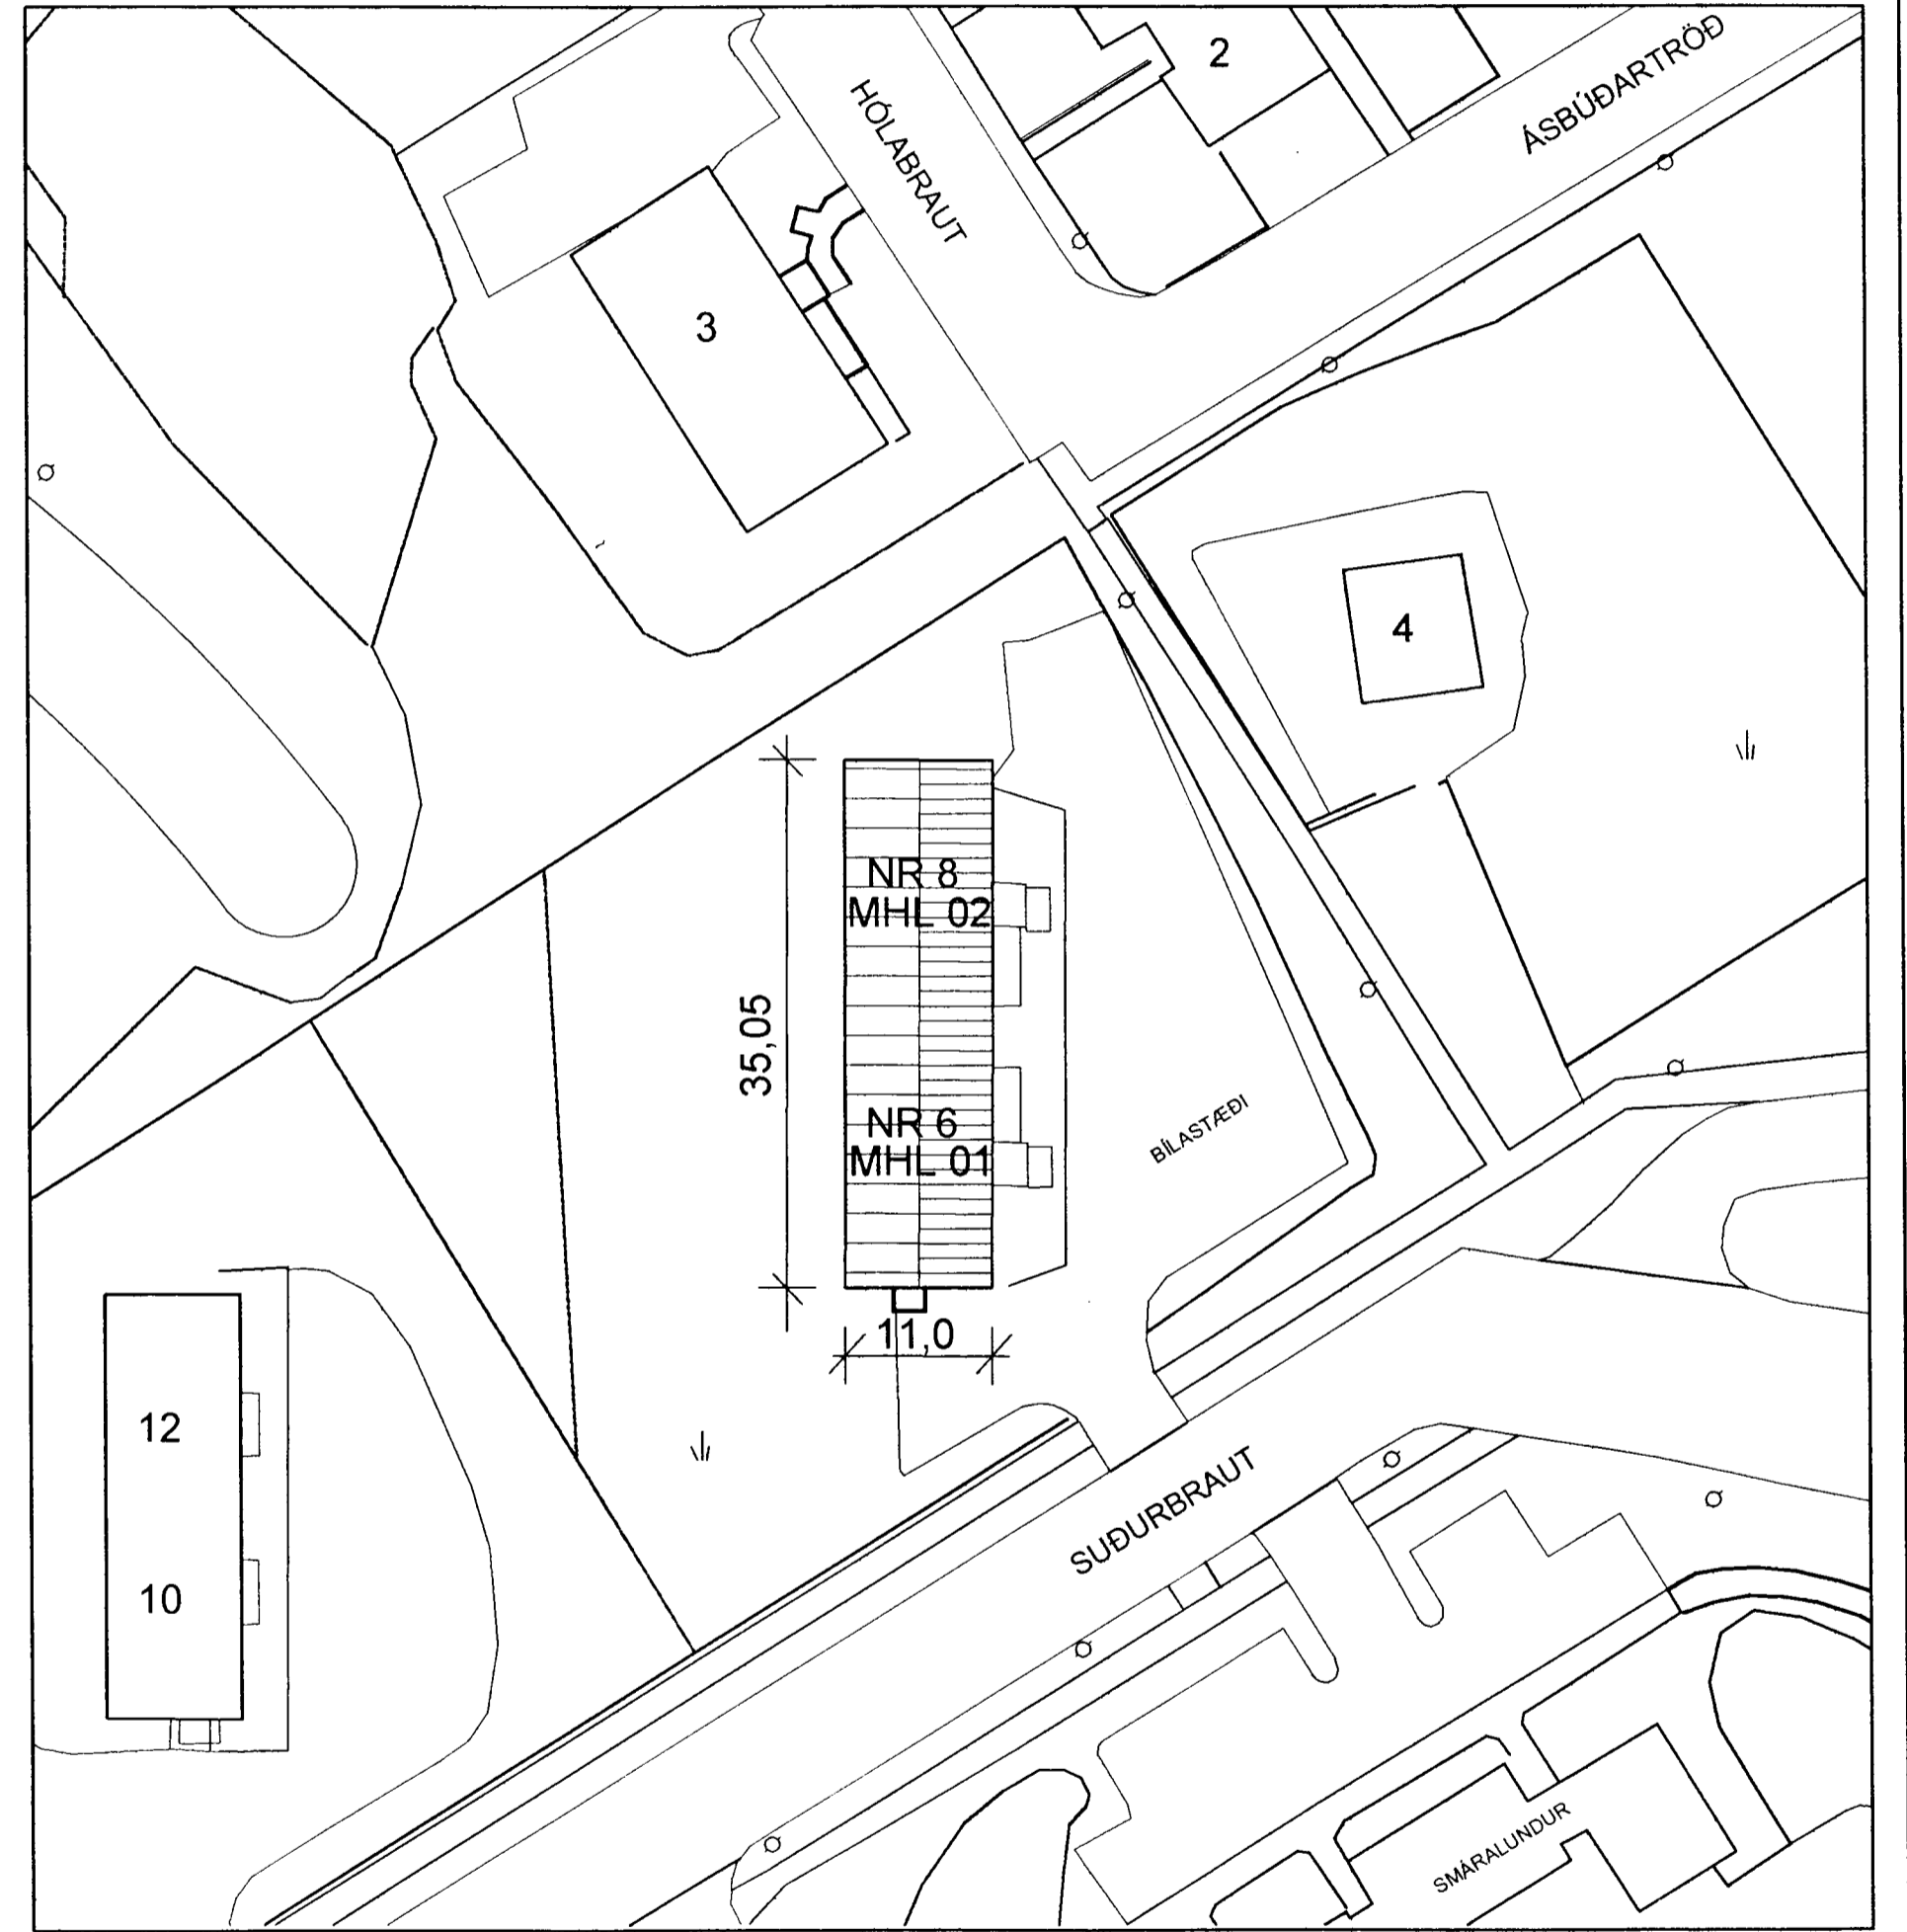 2
ÁSBÚÐARTRÖÐ
HÓLABRAUT
3
4
NR 8
MHL 02
35,05
NR 6
MHL 01
BÍLASTÆÐI
11,0
12
10
SUÐURBRAUT
SMÁRALUNDUR